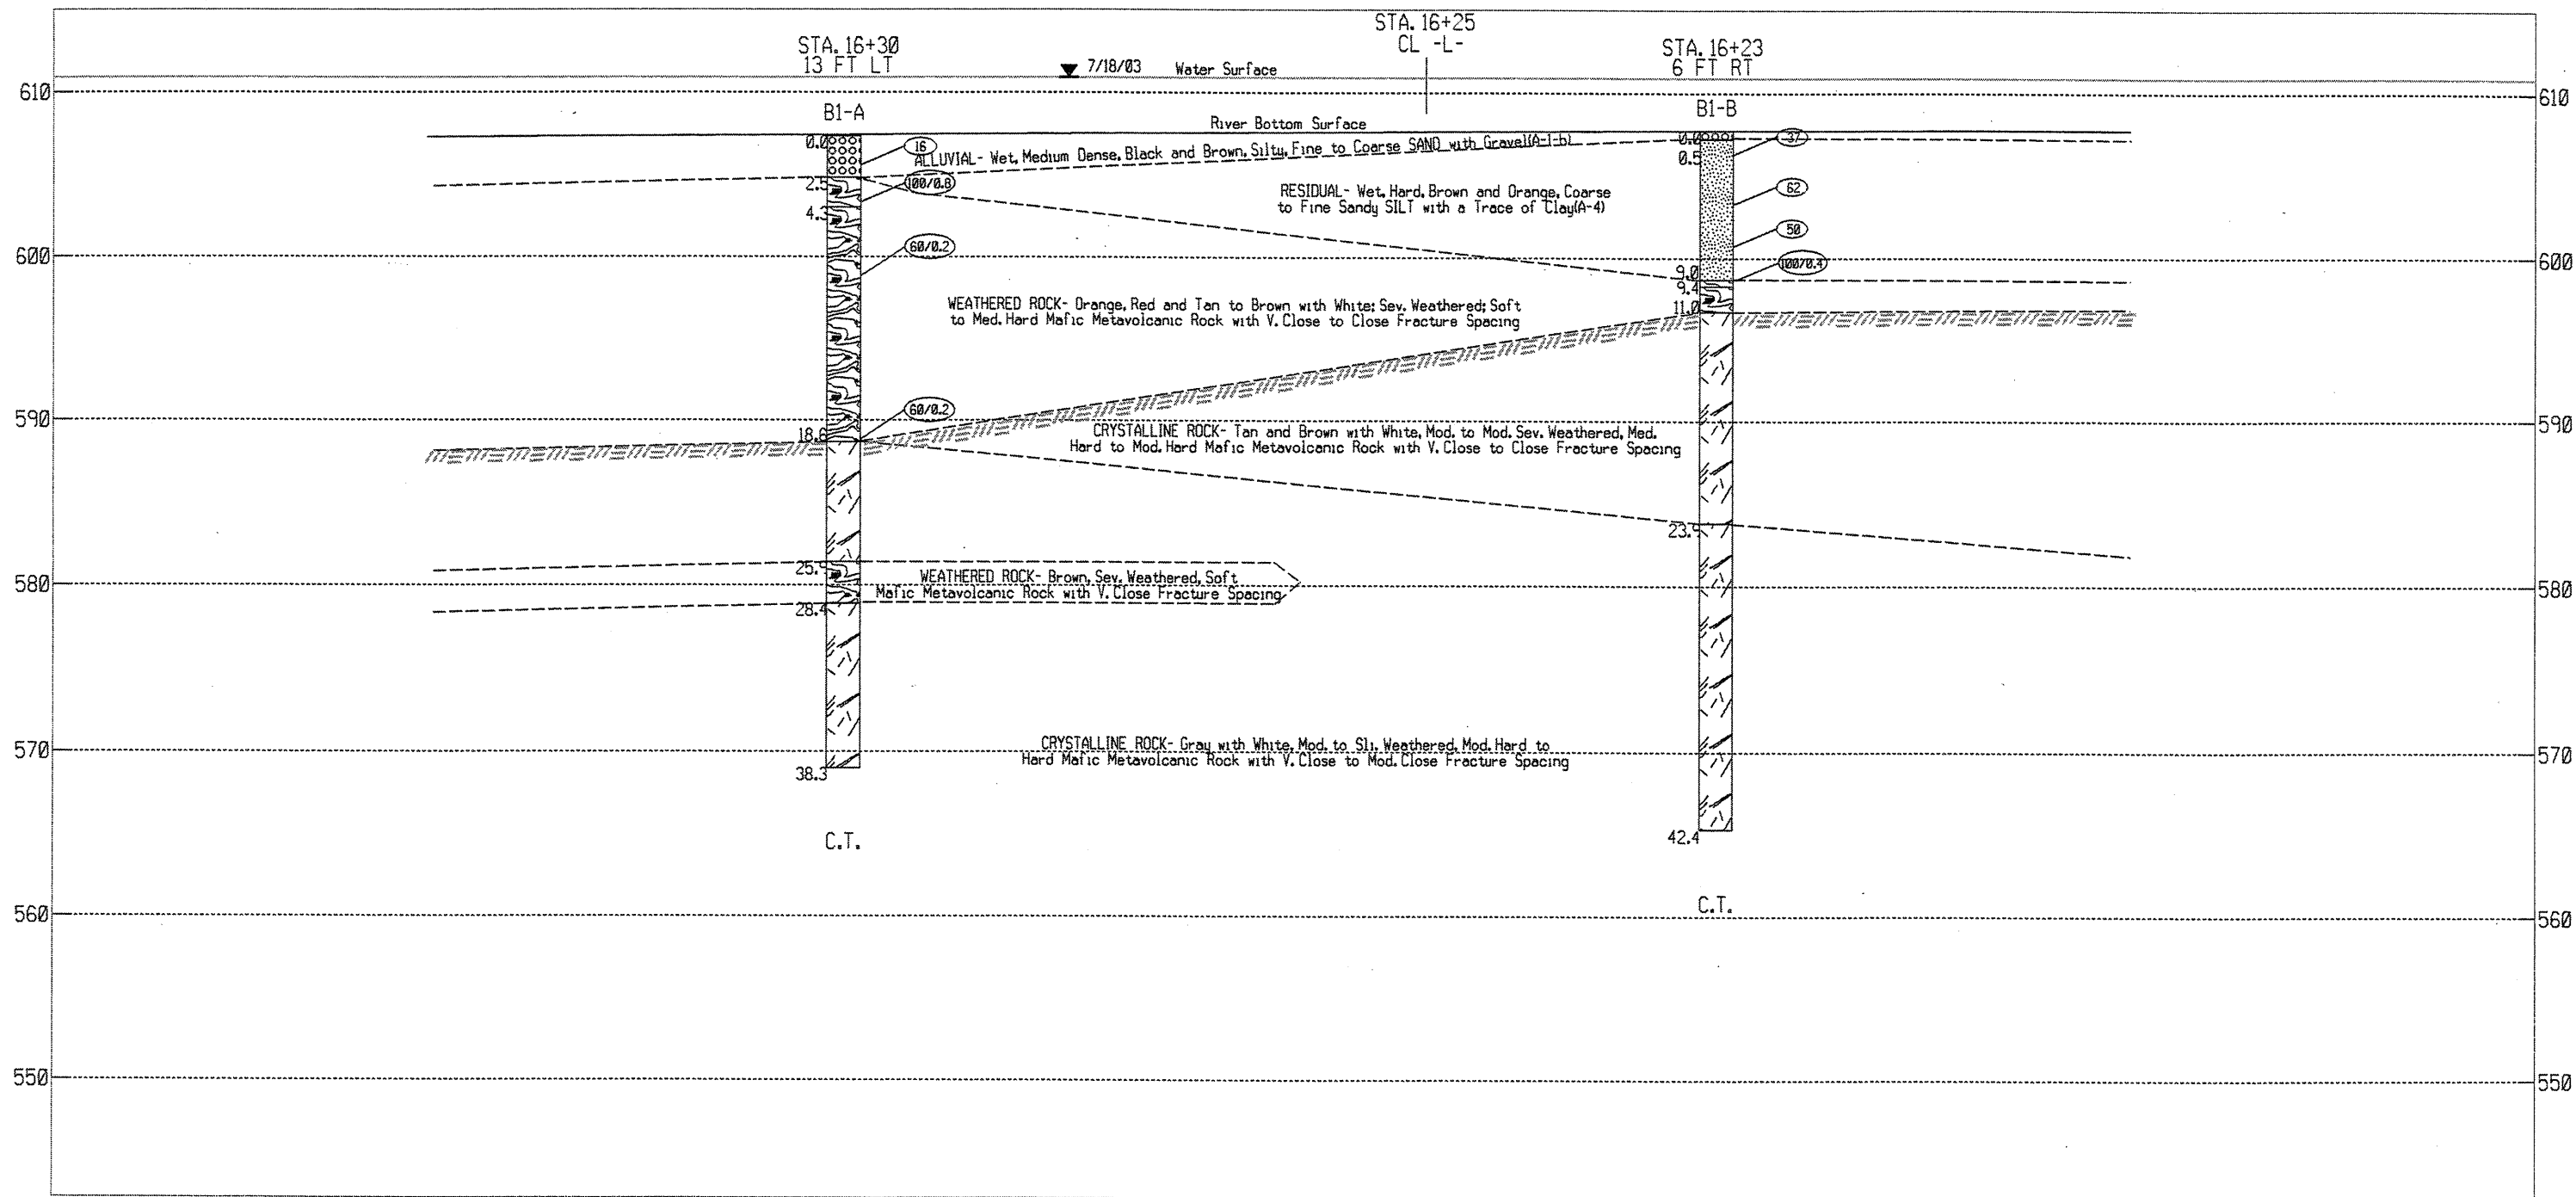 STA. 16+25
CL -L-
STA. 16+30
13 FT LT
STA. 16+23
6 FT RT
7/18/03 Water Surface
610
610
B1-A
B1-B
River Bottom Surface
0.0
16
0.0
37
ALLUVIAL- Wet, Medium Dense, Black and Brown, Silty, Fine to Coarse SAND with Gravel(A-1-b)
0.5
2.5
100/0.8
RESIDUAL- Wet, Hard, Brown and Orange, Coarse
to Fine Sandy SILT with a Trace of Clay(A-4)
62
4.3
50
60/0.2
600
600
100/0.4
9.0
9.4
11.0
WEATHERED ROCK- Orange, Red and Tan to Brown with White; Sev. Weathered; Soft
to Med. Hard Mafic Metavolcanic Rock with V. Close to Close Fracture Spacing
60/0.2
590
590
18.6
CRYSTALLINE ROCK- Tan and Brown with White, Mod. to Mod. Sev. Weathered, Med.
Hard to Mod. Hard Mafic Metavolcanic Rock with V. Close to Close Fracture Spacing
23.9
25.9
WEATHERED ROCK- Brown, Sev. Weathered, Soft
Mafic Metavolcanic Rock with V. Close Fracture Spacing
580
580
28.4
CRYSTALLINE ROCK- Gray with White, Mod. to Sli. Weathered, Mod. Hard to
Hard Mafic Metavolcanic Rock with V. Close to Mod. Close Fracture Spacing
570
570
38.3
C.T.
42.4
C.T.
560
560
550
550